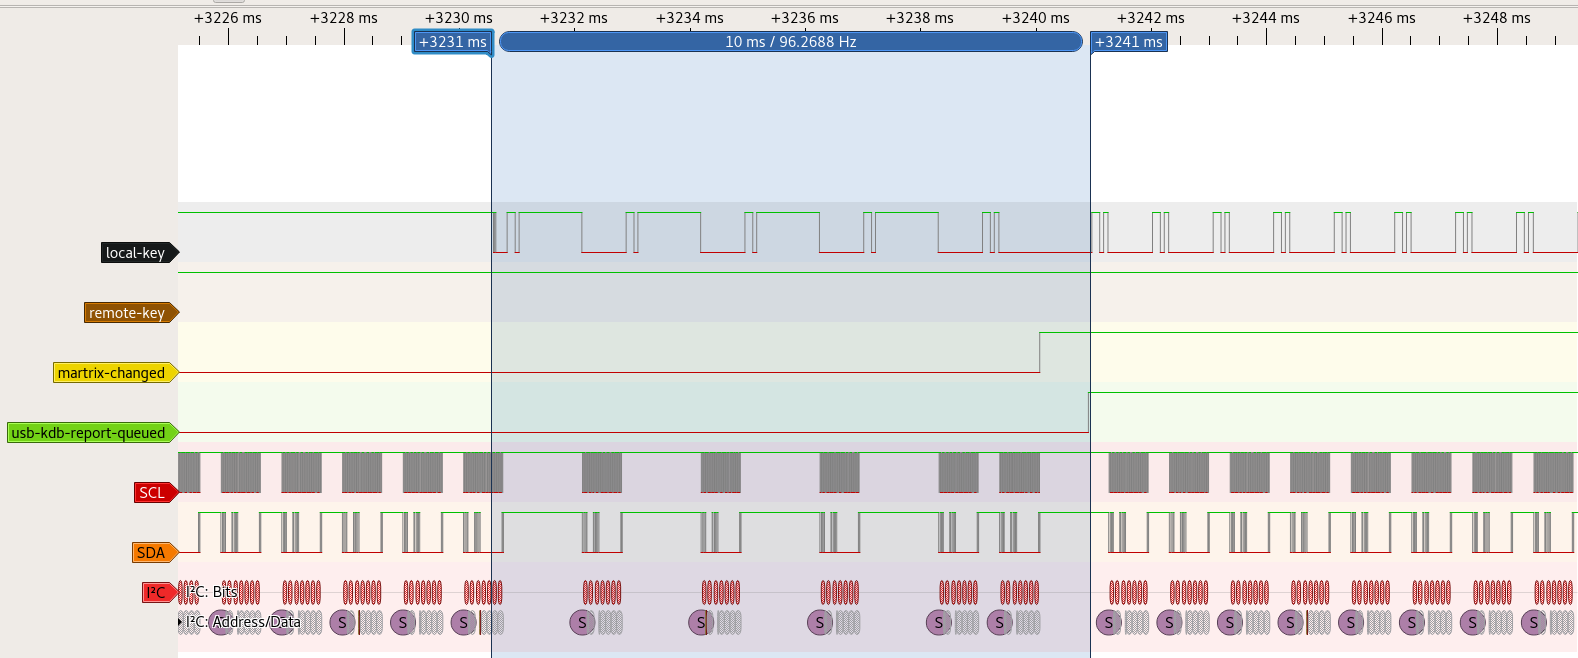 +3226 ms +3228 ms +3230 ms +3232 ms +3234 ms +3236 ms +3238 ms +3240 ms +3242 ms +3244 ms +3246 ms +3248 ms
+3231 ms 10 ms / 96.2688 Hz +3241 ms
local-key
remote-key
martrix-changed
usb-kdb-report-queued
SCL
SDA
I²C I²C: Bits
I²C: Address/Data S S S S S S S S S S S S S S S S